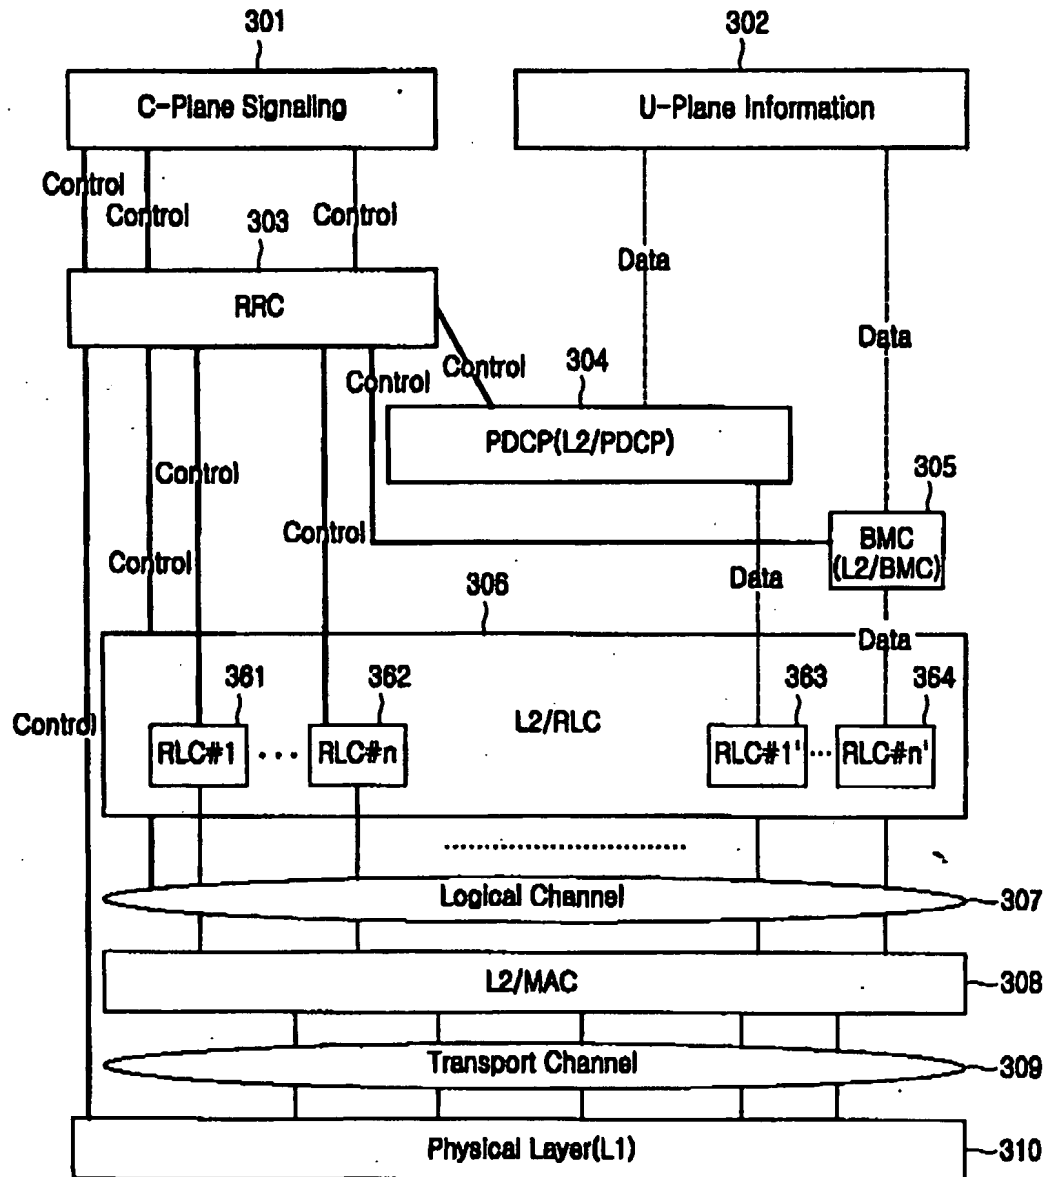 301
302
C-Plane Signaling
U-Plane Information
Control
Control
Control
303
Data
RRC
Data
Control
304
Control
PDCP(L2/PDCP)
305
Control
Control
BMC
(L2/BMC)
Control
Data
306
Data
361
362
363
364
Control
L2/RLC
RLC#1
RLC#n
RLC#1'
RLC#n'
Logical Channel
307
L2/MAC
308
Transport Channel
309
Physical Layer(L1)
310